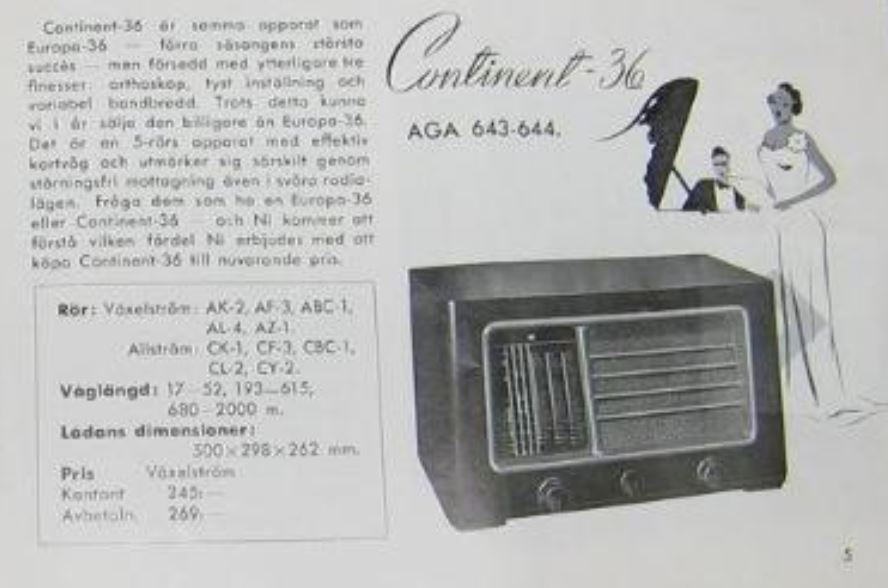 Continent-36 är samma apparat som
Europa-36 — förra säsongens största
succés — men försedd med ytterligare tre
finesser: orthoskop, tyst inställning och
variabel bandbredd. Trots detta kunna
vi i år sälja den billigare än Europa-36.
Det är en 5-rörs apparat med effektiv
kortvåg och utmärker sig särskilt genom
störningsfri mottagning även i svåra radio-
lägen. Fråga dem som ha en Europa-36
eller Continent-36 — och Ni kommer att
förstå vilken fördel Ni erbjudes med att
köpa Continent-36 till nuvarande pris.
Rör: Växelström: AK-2, AF-3, ABC-1,
AL-4, AZ-1.
Allström: CK-1, CF-3, CBC-1,
CL-2, CY-2.
Våglängd: 17—52, 193—615,
680—2000 m.
Lådans dimensioner:
500×298×262 mm.
Pris Växelström
Kontant 245:—
Avbetaln. 269:—
Continent-36
AGA 643-644.
5